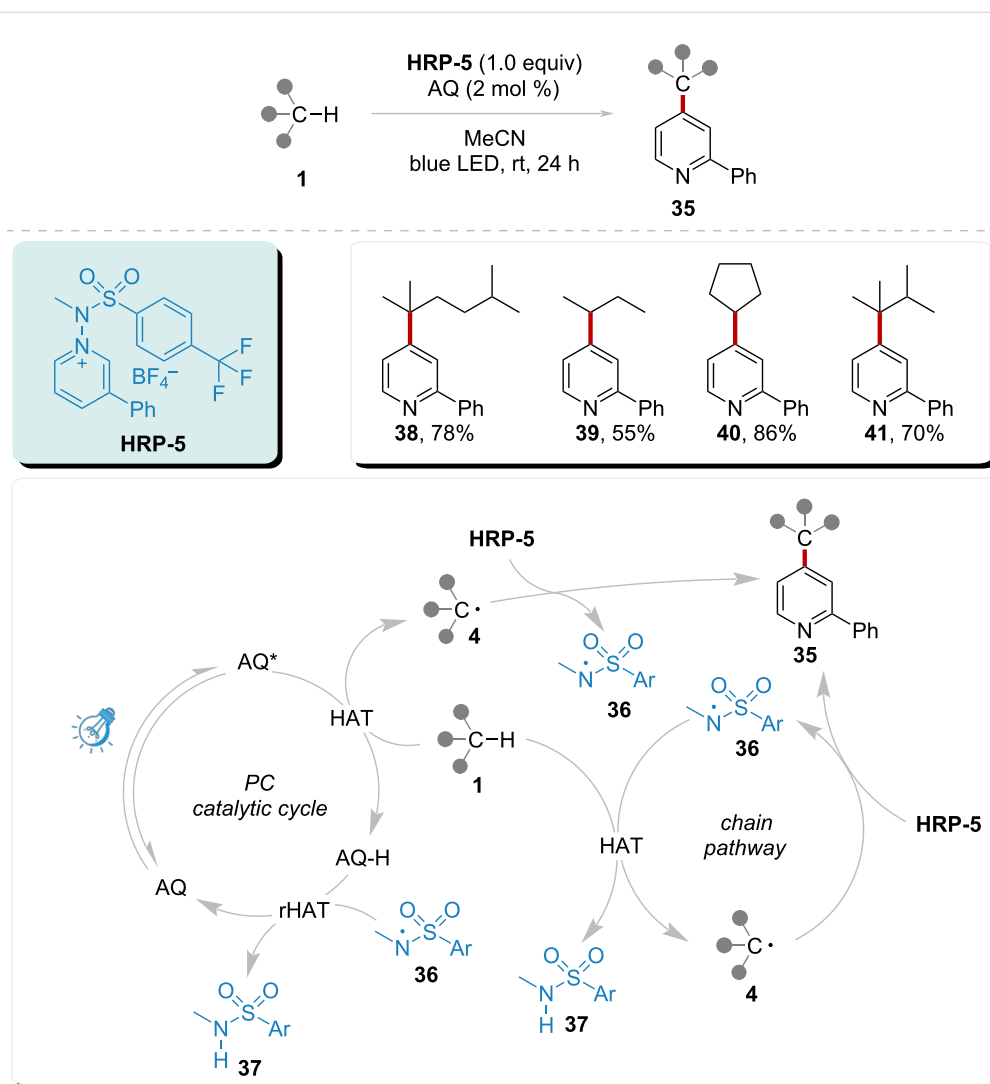 HRP-5 (1.0 equiv)
AQ (2 mol %)
MeCN
blue LED, rt, 24 h
C–H
1
C
N
Ph
35
O O
S
N
N
+
BF₄⁻
F
F
F
Ph
HRP-5
N
Ph
38, 78%
N
Ph
39, 55%
N
Ph
40, 86%
N
Ph
41, 70%
HRP-5
C·
4
O O
S
Ṅ
Ar
36
C
N
Ph
35
AQ*
HAT
C–H
1
O O
S
Ṅ
Ar
36
PC
catalytic cycle
AQ-H
AQ
rHAT
O O
S
Ṅ
Ar
36
O O
S
N
H
Ar
37
HAT
chain
pathway
HRP-5
O O
S
N
H
Ar
37
C·
4